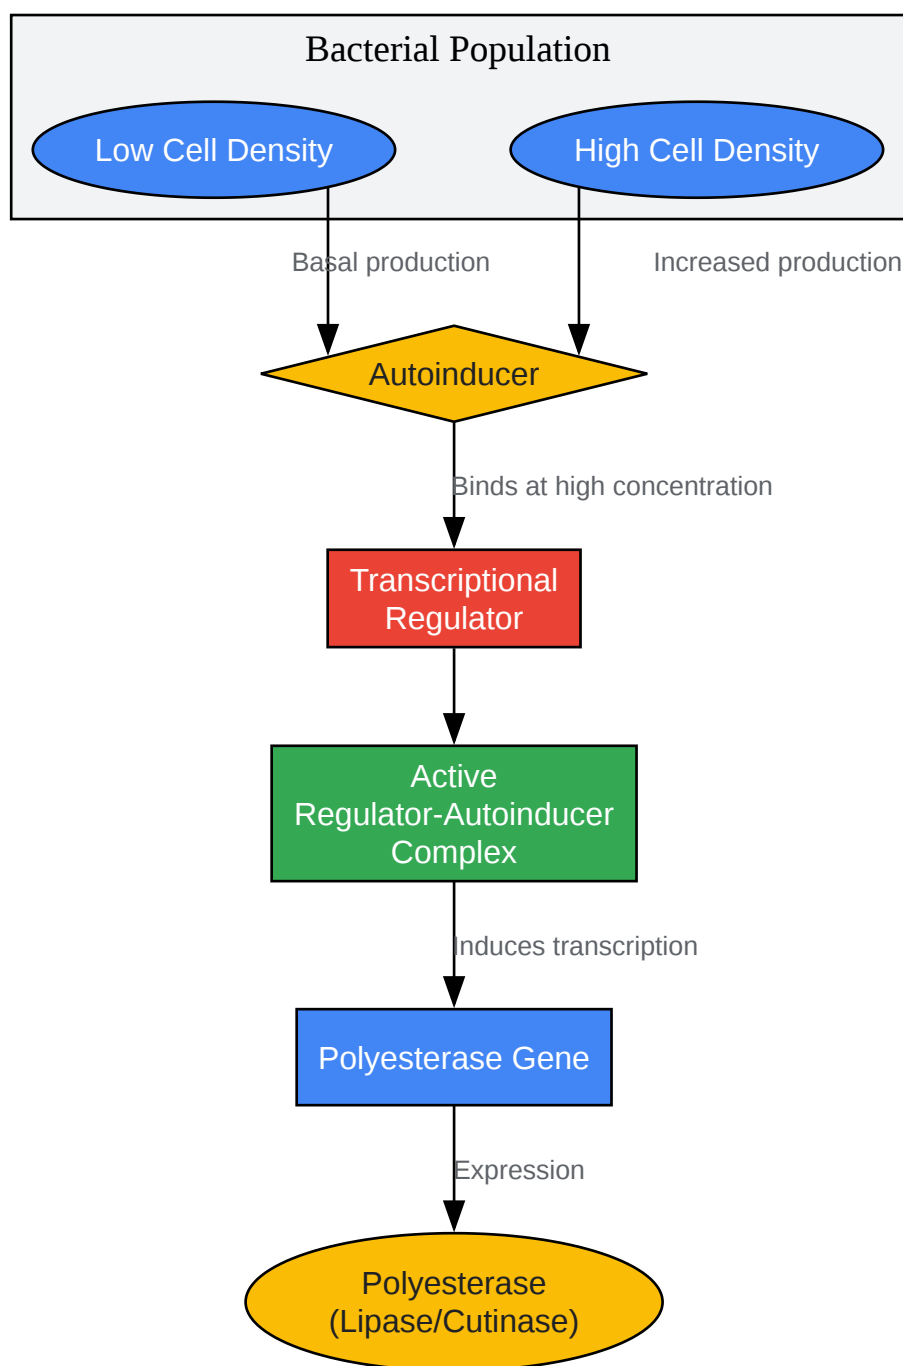 Bacterial Population
Low Cell Density
High Cell Density
Basal production
Increased production
Autoinducer
Binds at high concentration
Transcriptional
Regulator
Active
Regulator-Autoinducer
Complex
Induces transcription
Polyesterase Gene
Expression
Polyesterase
(Lipase/Cutinase)